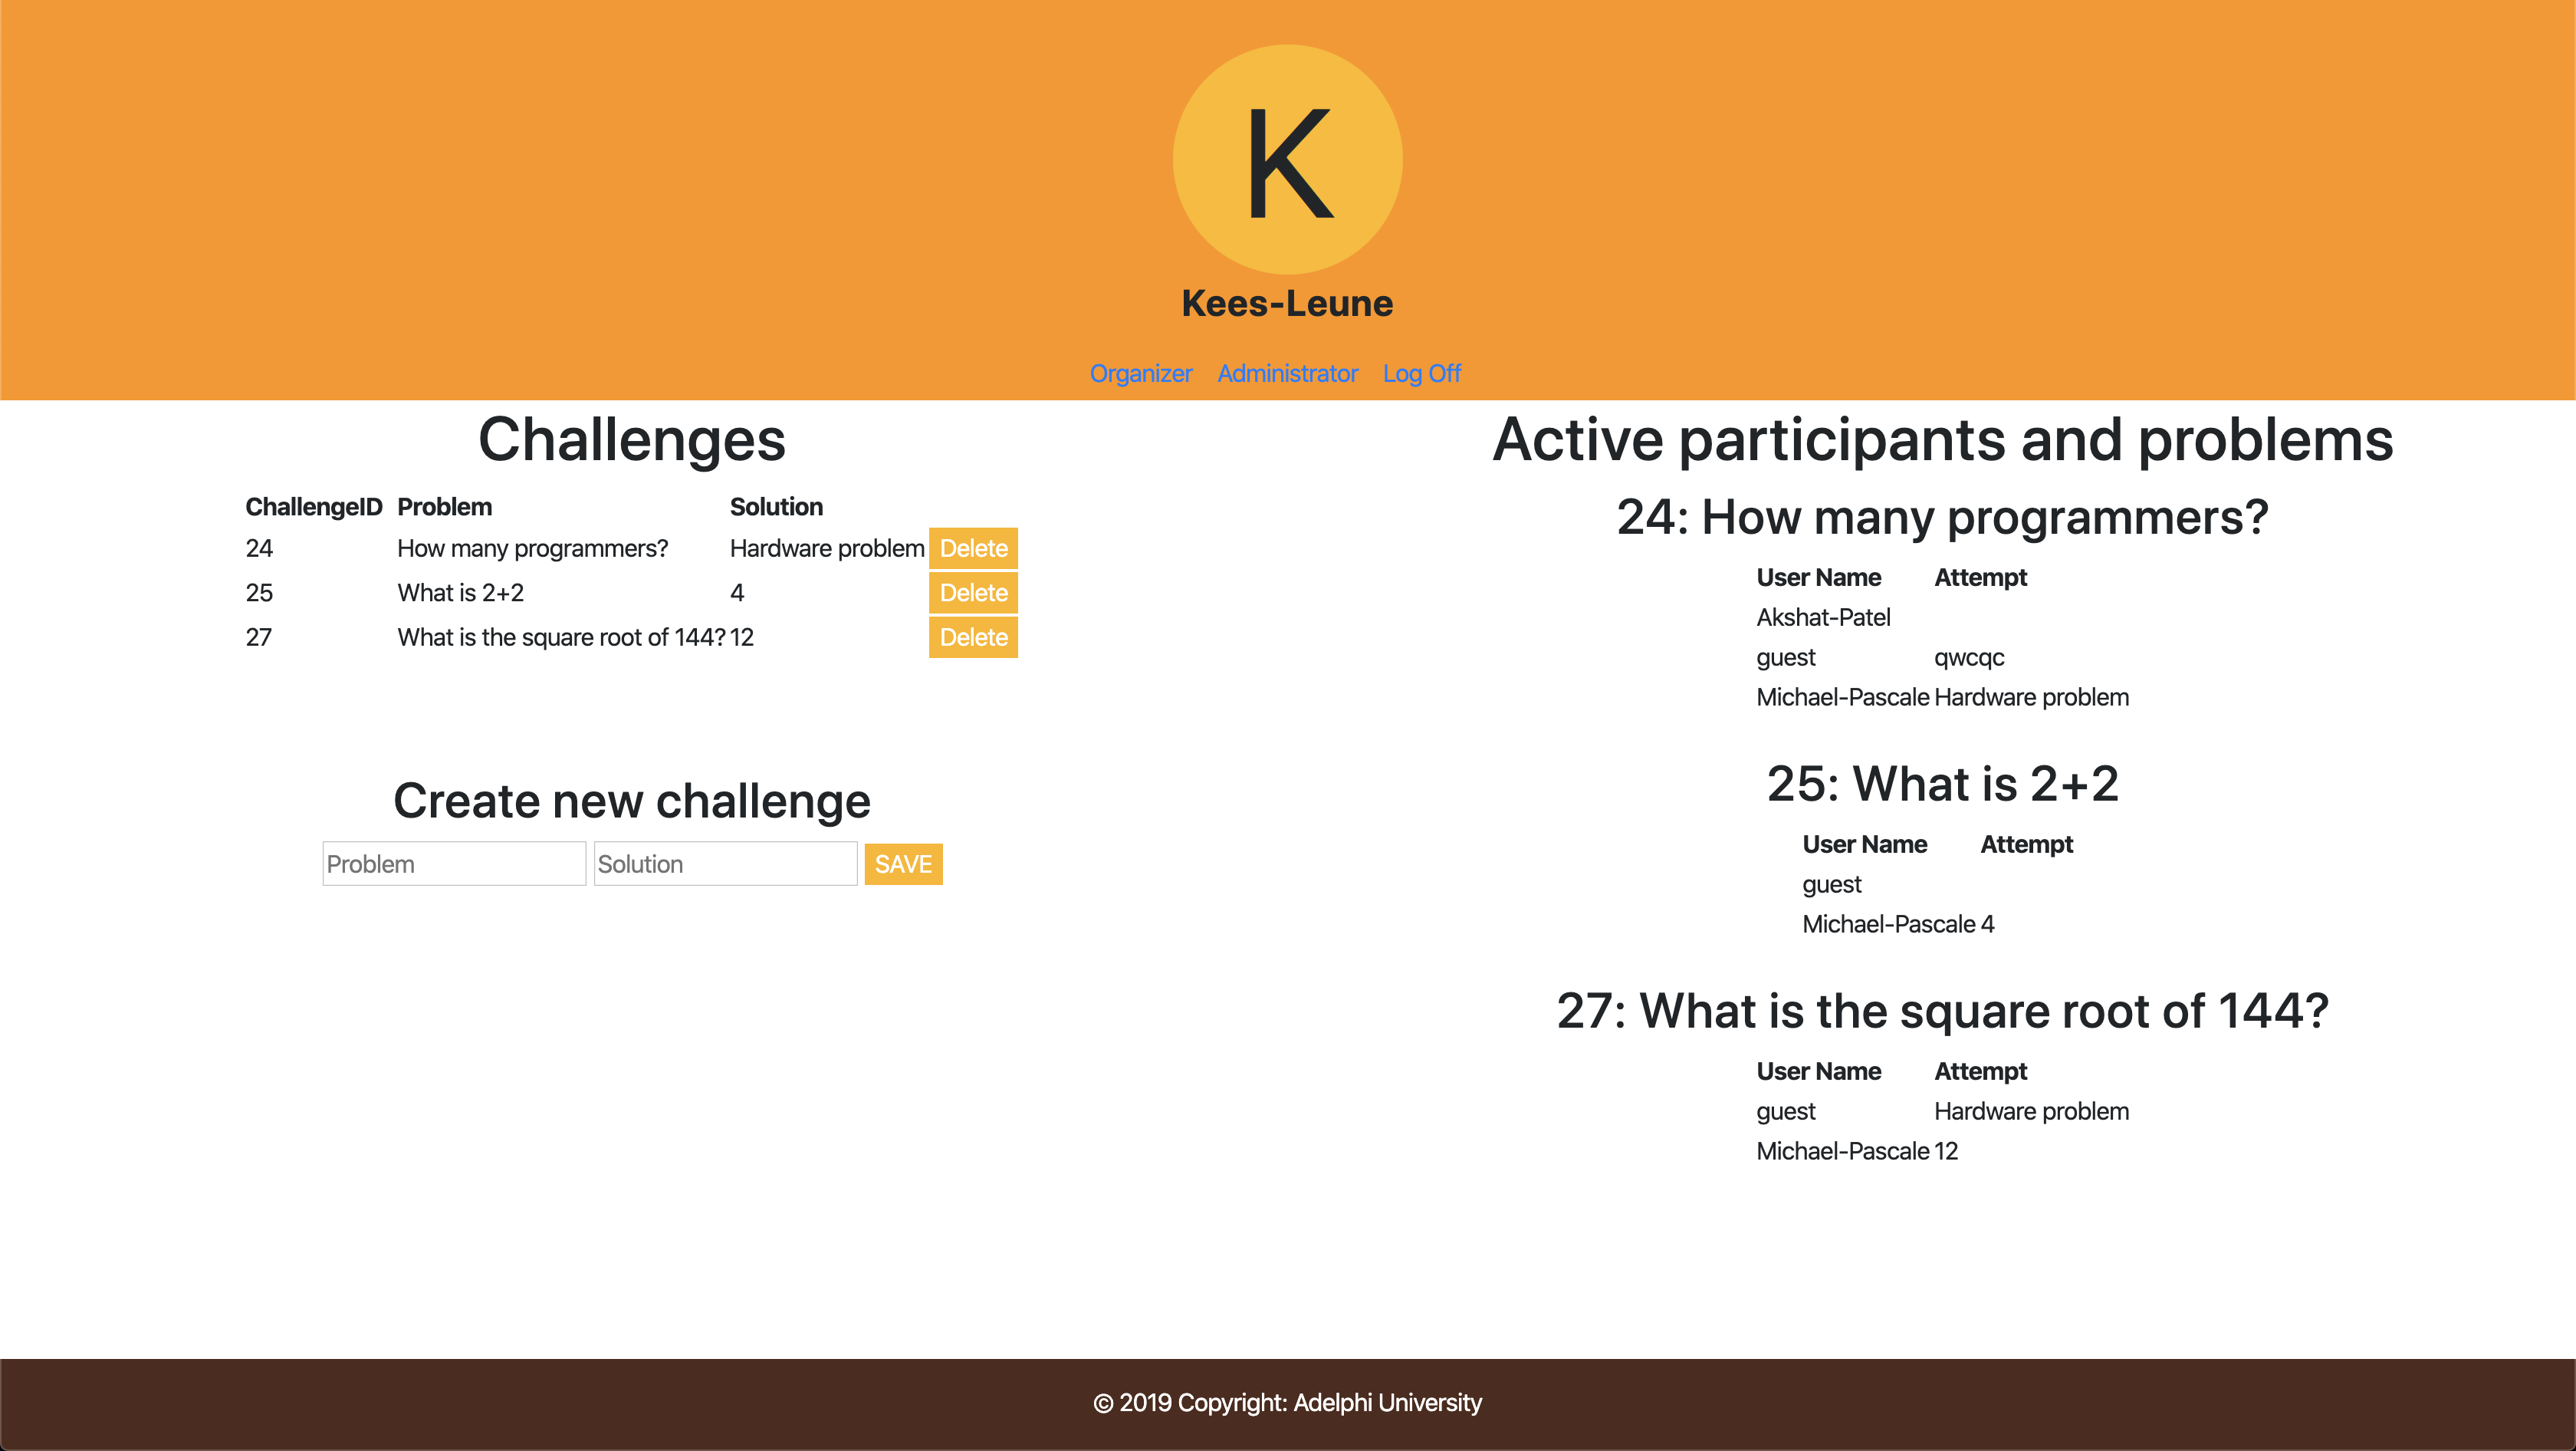 K
Kees-Leune
Organizer Administrator Log Off
Challenges
ChallengeID Problem Solution
24 How many programmers? Hardware problem Delete
25 What is 2+2 4 Delete
27 What is the square root of 144? 12 Delete
Create new challenge
Problem Solution SAVE
Active participants and problems
24: How many programmers?
User Name Attempt
Akshat-Patel
guest qwcqc
Michael-Pascale Hardware problem
25: What is 2+2
User Name Attempt
guest
Michael-Pascale 4
27: What is the square root of 144?
User Name Attempt
guest Hardware problem
Michael-Pascale 12
© 2019 Copyright: Adelphi University